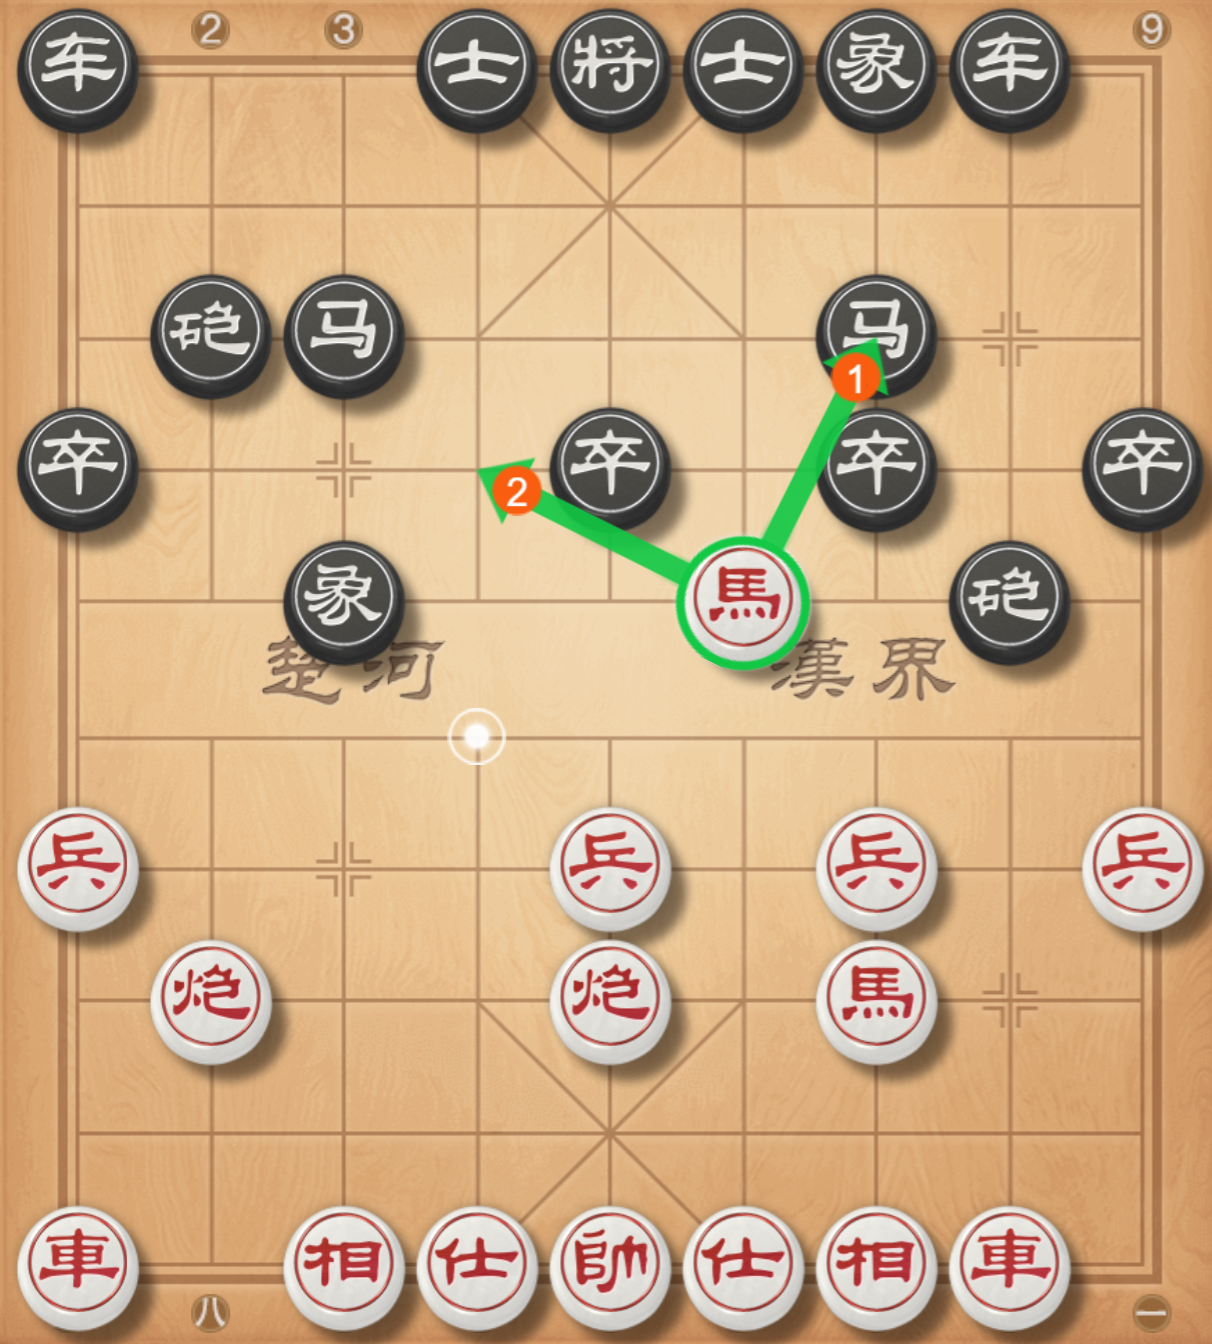 2 3 9
车 士 将 士 象 车
砲 马 马
1
卒 卒 卒 卒
2
象 馬 砲
楚河 漢界
兵 兵 兵 兵
炮 炮 馬
車 相 仕 帥 仕 相 車
八 一